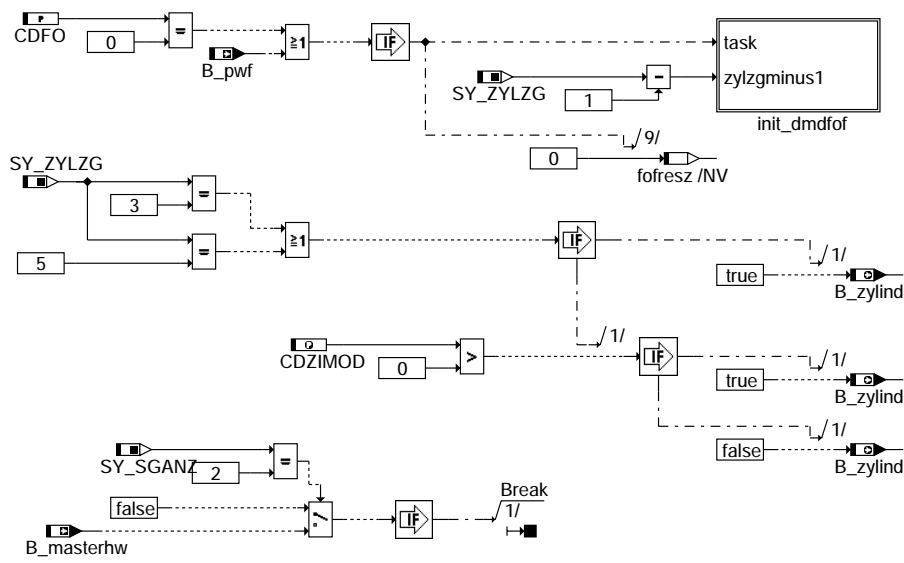 CDFO
0
=
B_pwf
≥1
IF
SY_ZYLZG
1
-
task
zylzgminus1
init_dmdfof
9/
0
fofresz /NV
SY_ZYLZG
3
=
5
=
≥1
IF
1/
true
B_zylind
1/
CDZIMOD
0
>
IF
1/
true
B_zylind
1/
false
B_zylind
SY_SGANZ
2
=
false
B_masterhw
IF
Break
1/